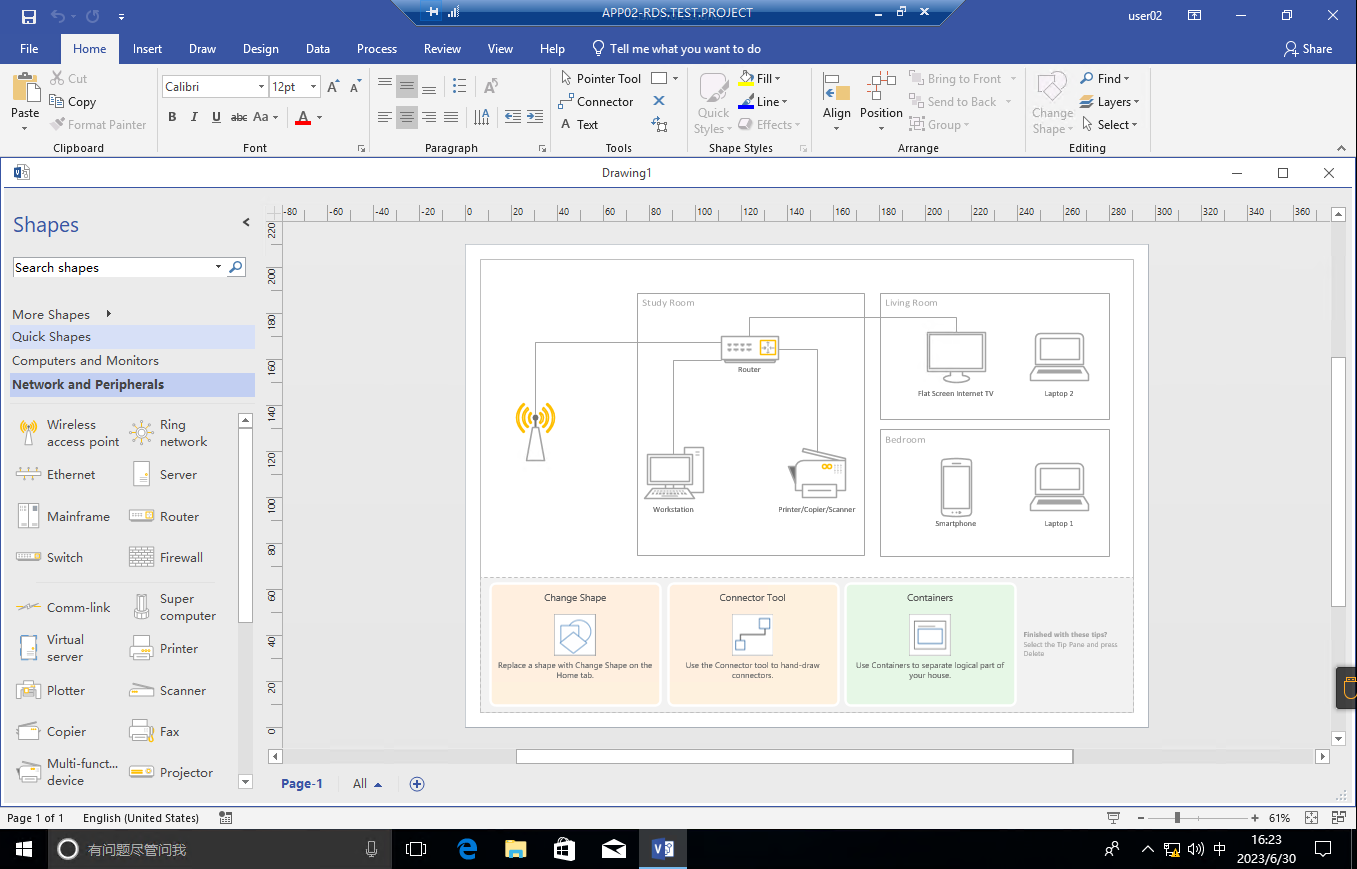 APP02-RDS.TEST.PROJECT
user02
File Home Insert Draw Design Data Process Review View Help Tell me what you want to do Share
Paste
Cut
Copy
Format Painter
Clipboard
Calibri 12pt
B I U abc Aa A
Font
Paragraph
Pointer Tool
Connector
A Text
Tools
Quick Styles
Fill
Line
Effects
Shape Styles
Align
Position
Bring to Front
Send to Back
Group
Arrange
Change Shape
Find
Layers
Select
Editing
Drawing1
Shapes
Search shapes
More Shapes
Quick Shapes
Computers and Monitors
Network and Peripherals
Wireless access point
Ring network
Ethernet
Server
Mainframe
Router
Switch
Firewall
Comm-link
Super computer
Virtual server
Printer
Plotter
Scanner
Copier
Fax
Multi-funct... device
Projector
-80 -60 -40 -20 0 20 40 60 80 100 120 140 160 180 200 220 240 260 280 300 320 340 360
220
200
180
160
140
120
100
80
60
40
20
0
Study Room
Router
Workstation
Printer/Copier/Scanner
Living Room
Flat Screen Internet TV
Laptop 2
Bedroom
Smartphone
Laptop 1
Change Shape
Replace a shape with Change Shape on the
Home tab.
Connector Tool
Use the Connector tool to hand-draw
connectors.
Containers
Use Containers to separate logical part of
your house.
Finished with these tips?
Select the Tip Pane and press
Delete
Page-1 All
Page 1 of 1 English (United States) 61%
有问题尽管问我
中
16:23
2023/6/30